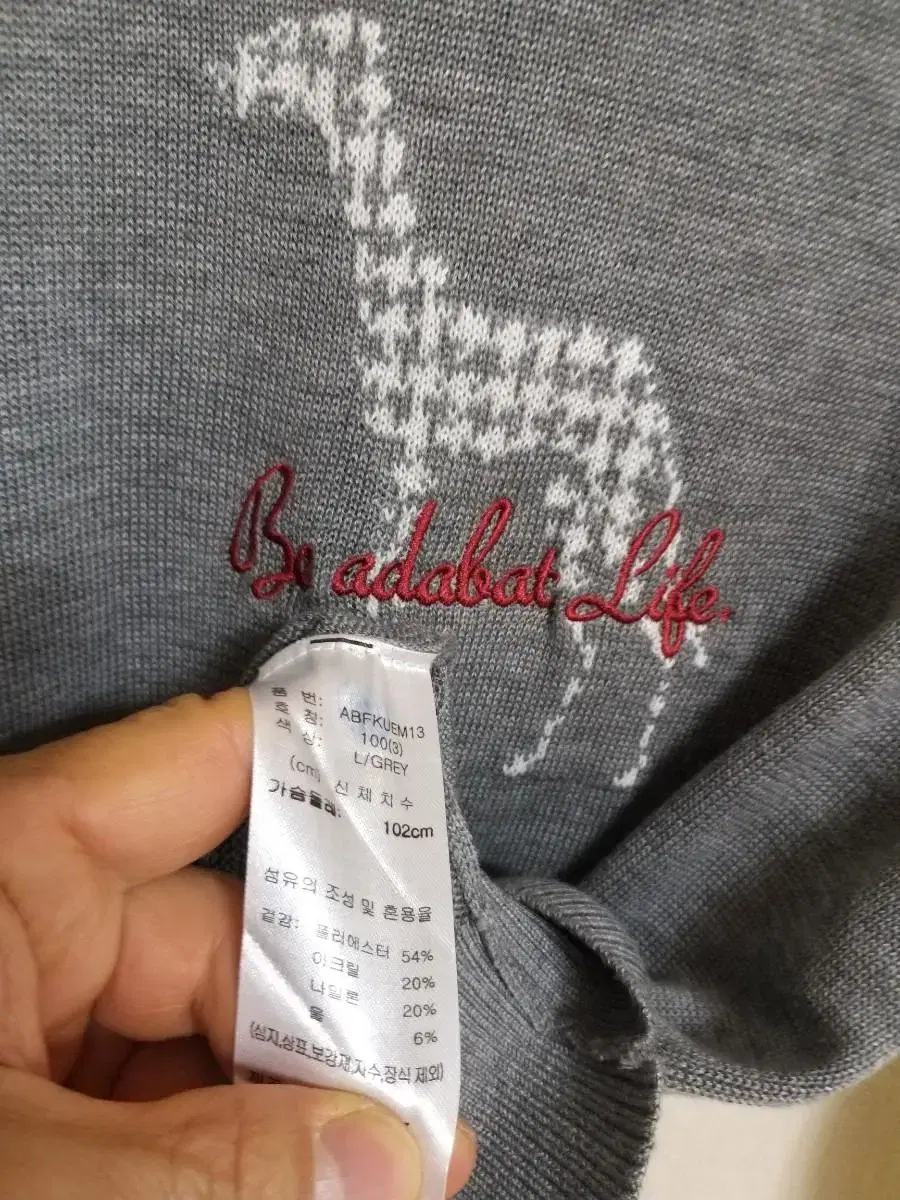 Be adabat Life.
품 번: ABFKUEM13
호 칭: 100(3)
색 상: L/GREY
(cm) 신체치수
가슴둘레: 102cm
섬유의 조성 및 혼용율
겉감: 폴리에스터 54%
아크릴 20%
나일론 20%
울 6%
(심지,상표,보강재,자수,장식 제외)